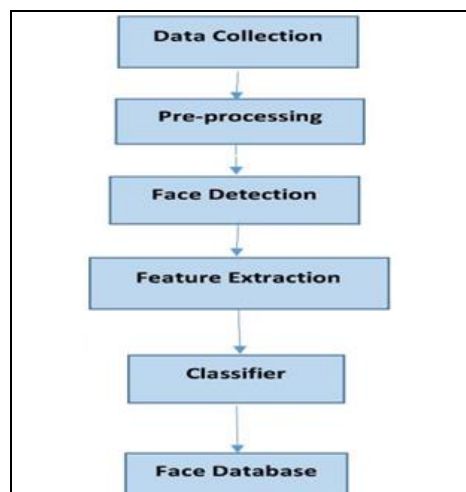 Data Collection
Pre-processing
Face Detection
Feature Extraction
Classifier
Face Database